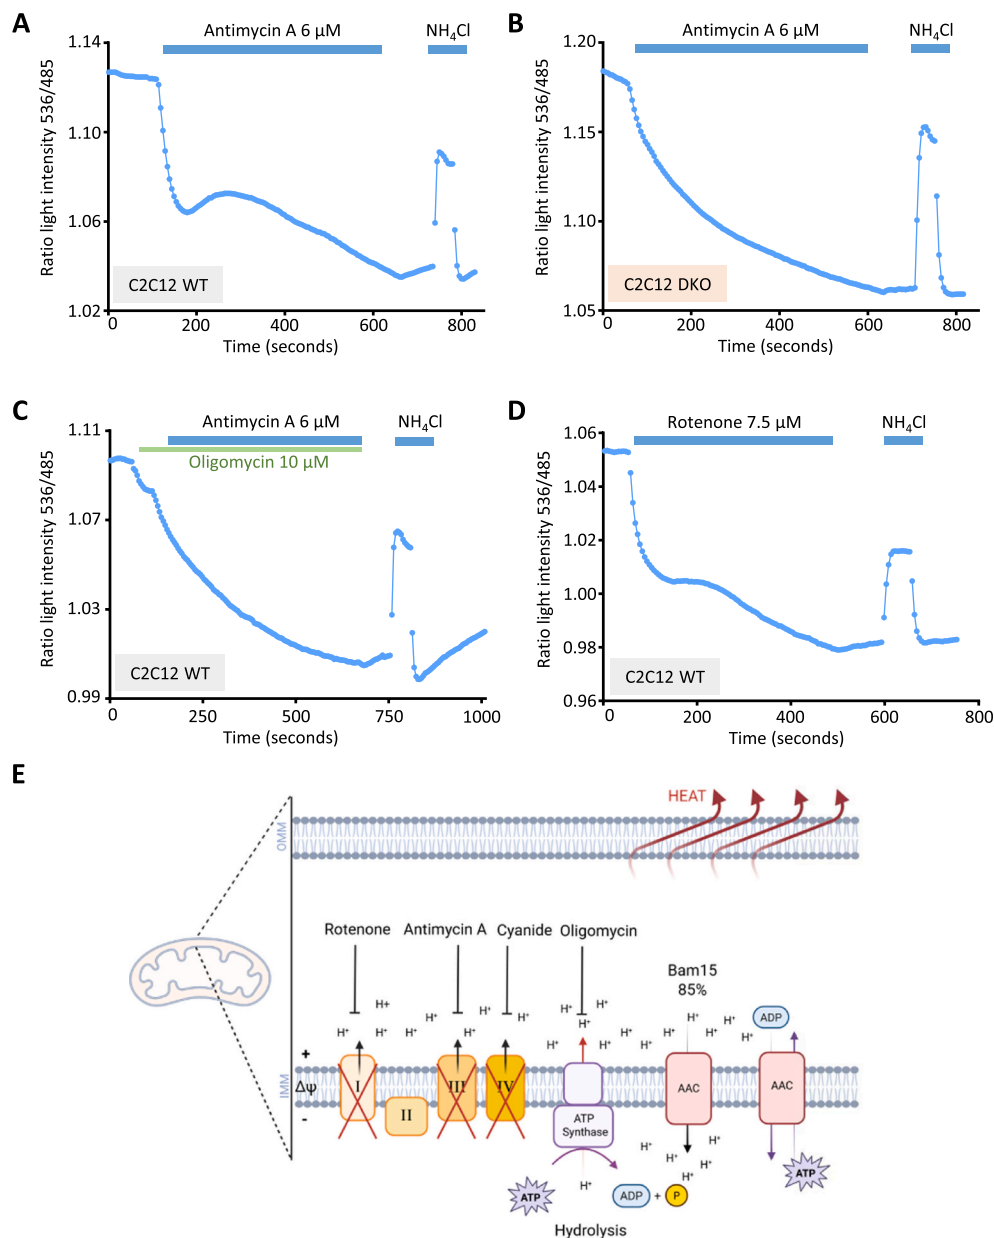 A
Antimycin A 6 µM
NH4Cl
1.14
1.10
1.06
1.02
Ratio light intensity 536/485
C2C12 WT
0 200 400 600 800
Time (seconds)
B
Antimycin A 6 µM
NH4Cl
1.20
1.15
1.10
1.05
Ratio light intensity 536/485
C2C12 DKO
0 200 400 600 800
Time (seconds)
C
Antimycin A 6 µM
NH4Cl
Oligomycin 10 µM
1.11
1.07
1.03
0.99
Ratio light intensity 536/485
C2C12 WT
0 250 500 750 1000
Time (seconds)
D
Rotenone 7.5 µM
NH4Cl
1.06
1.04
1.02
1.00
0.98
0.96
Ratio light intensity 536/485
C2C12 WT
0 200 400 600 800
Time (seconds)
E
HEAT
OMM
Rotenone Antimycin A Cyanide Oligomycin
Bam15
85%
H+ H+ H+ H+ H+ H+
H+ H+ H+ H+ H+ H+ H+ H+ H+ H+ H+ H+ H+
ADP
+
Δψ
-
IMM
I
II
III
IV
ATP
Synthase
AAC
AAC
H+ H+ H+ H+ H+ H+ H+
H+
ATP
ADP + P
ATP
Hydrolysis